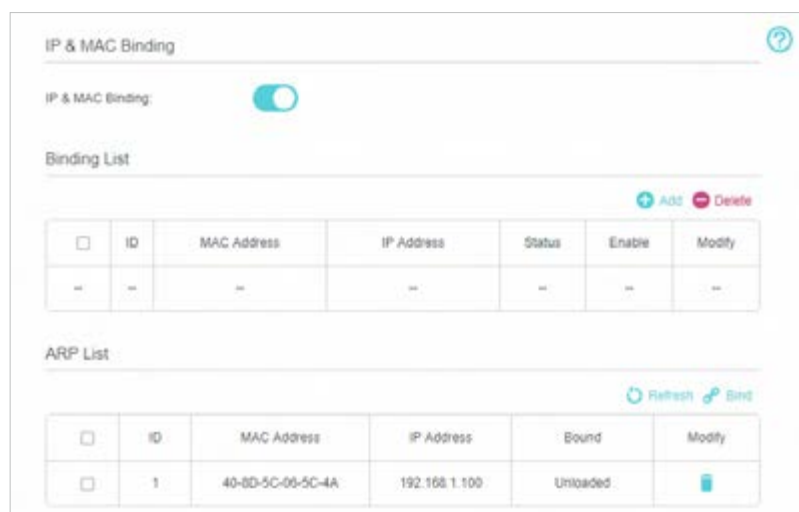 IP & MAC Binding
IP & MAC Binding:
Binding List
Add Delete
ID MAC Address IP Address Status Enable Modify
-- -- -- -- -- -- --
ARP List
Refresh Bind
ID MAC Address IP Address Bound Modify
1 40-8D-5C-06-5C-4A 192.168.1.100 Unloaded